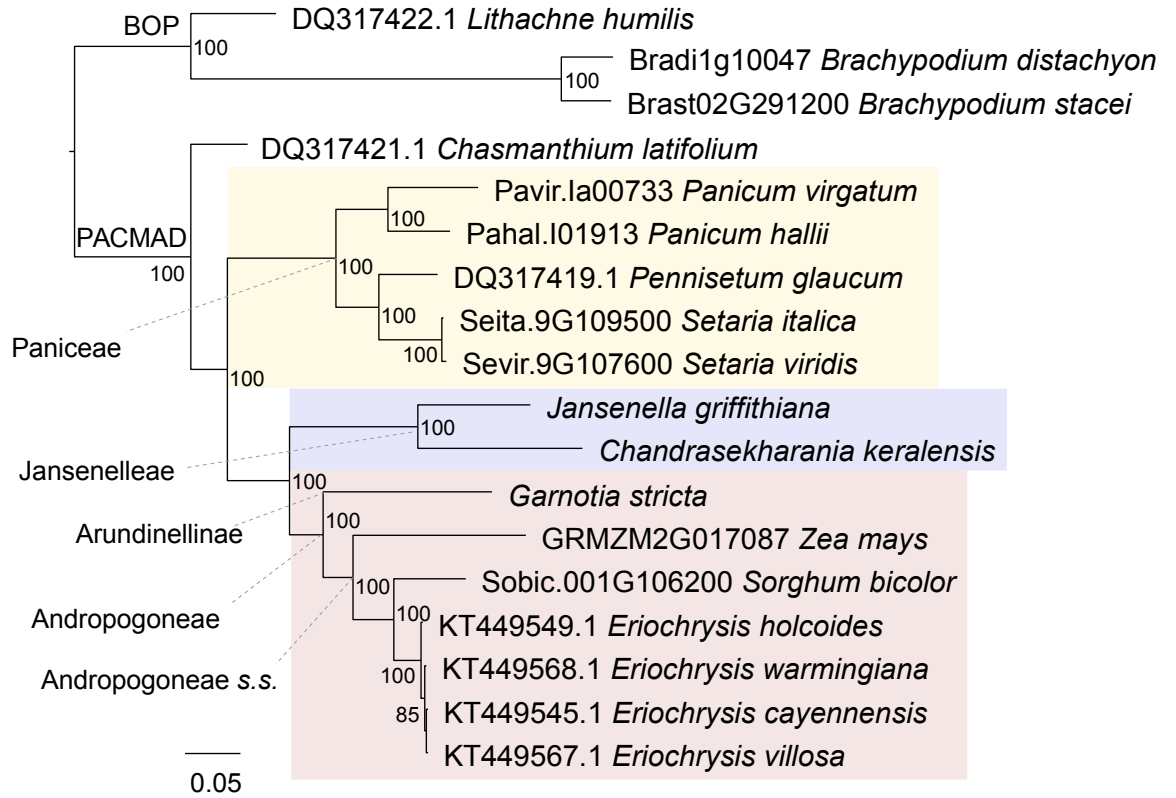 BOP
DQ317422.1 Lithachne humilis
100
Bradi1g10047 Brachypodium distachyon
100
Brast02G291200 Brachypodium stacei
DQ317421.1 Chasmanthium latifolium
Pavir.Ia00733 Panicum virgatum
100
Pahal.I01913 Panicum hallii
PACMAD
100
100
DQ317419.1 Pennisetum glaucum
100
Seita.9G109500 Setaria italica
Paniceae
100
Sevir.9G107600 Setaria viridis
100
Jansenella griffithiana
100
Chandrasekharania keralensis
Jansenelleae
100
Garnotia stricta
100
Arundinellinae
GRMZM2G017087 Zea mays
100
Sobic.001G106200 Sorghum bicolor
100
Andropogoneae
KT449549.1 Eriochrysis holcoides
100
KT449568.1 Eriochrysis warmingiana
Andropogoneae s.s.
85
KT449545.1 Eriochrysis cayennensis
KT449567.1 Eriochrysis villosa
0.05